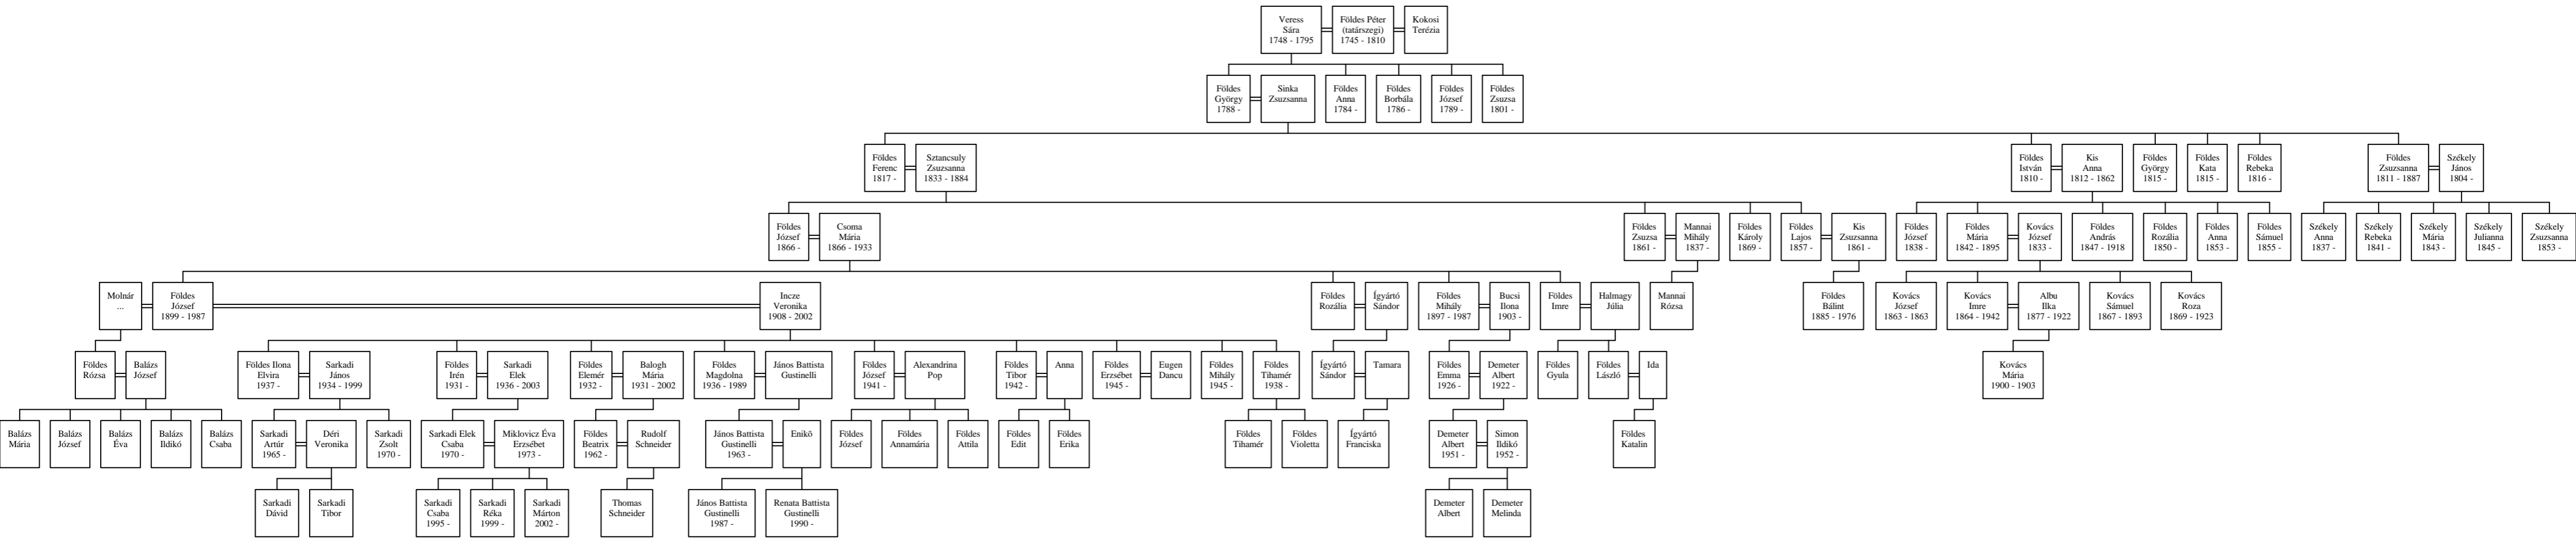 Veress
Sára
1748 - 1795
Földes Péter
(tatárszegi)
1745 - 1810
Kokosi
Terézia
Földes
György
1788 -
Sinka
Zsuzsanna
Földes
Anna
1784 -
Földes
Borbála
1786 -
Földes
József
1789 -
Földes
Zsuzsa
1801 -
Földes
Ferenc
1817 -
Sztancsuly
Zsuzsanna
1833 - 1884
Földes
István
1810 -
Kis
Anna
1812 - 1862
Földes
György
1815 -
Földes
Kata
1815 -
Földes
Rebeka
1816 -
Földes
Zsuzsanna
1811 - 1887
Székely
János
1804 -
Földes
József
1866 -
Csoma
Mária
1866 - 1933
Földes
Zsuzsa
1861 -
Mannai
Mihály
1837 -
Földes
Károly
1869 -
Földes
Lajos
1857 -
Kis
Zsuzsanna
1861 -
Földes
József
1838 -
Földes
Mária
1842 - 1895
Kovács
József
1833 -
Földes
András
1847 - 1918
Földes
Rozália
1850 -
Földes
Anna
1853 -
Földes
Sámuel
1855 -
Székely
Anna
1837 -
Székely
Rebeka
1841 -
Székely
Mária
1843 -
Székely
Julianna
1845 -
Székely
Zsuzsanna
1853 -
Molnár
...
Földes
József
1899 - 1987
Incze
Veronika
1908 - 2002
Földes
Rozália
Ígyártó
Sándor
Földes
Mihály
1897 - 1987
Bucsi
Ilona
1903 -
Földes
Imre
Halmagy
Júlia
Mannai
Rózsa
Földes
Bálint
1885 - 1976
Kovács
József
1863 - 1863
Kovács
Imre
1864 - 1942
Albu
Ilka
1877 - 1922
Kovács
Sámuel
1867 - 1893
Kovács
Roza
1869 - 1923
Földes
Rózsa
Balázs
József
Földes Ilona
Elvira
1937 -
Sarkadi
János
1934 - 1999
Földes
Irén
1931 -
Sarkadi
Elek
1936 - 2003
Földes
Elemér
1932 -
Balogh
Mária
1931 - 2002
Földes
Magdolna
1936 - 1989
János Battista
Gustinelli
Földes
József
1941 -
Alexandrina
Pop
Földes
Tibor
1942 -
Anna
Földes
Erzsébet
1945 -
Eugen
Dancu
Földes
Mihály
1945 -
Földes
Tihamér
1938 -
Ígyártó
Sándor
Tamara
Földes
Emma
1926 -
Demeter
Albert
1922 -
Földes
Gyula
Földes
László
Ida
Kovács
Mária
1900 - 1903
Balázs
Mária
Balázs
József
Balázs
Éva
Balázs
Ildikó
Balázs
Csaba
Sarkadi
Artúr
1965 -
Déri
Veronika
Sarkadi
Zsolt
1970 -
Sarkadi Elek
Csaba
1970 -
Miklovicz Éva
Erzsébet
1973 -
Földes
Beatrix
1962 -
Rudolf
Schneider
János Battista
Gustinelli
1963 -
Enikõ
Földes
József
Földes
Annamária
Földes
Attila
Földes
Edit
Földes
Erika
Földes
Tihamér
Földes
Violetta
Ígyártó
Franciska
Demeter
Albert
1951 -
Simon
Ildikó
1952 -
Földes
Katalin
Sarkadi
Dávid
Sarkadi
Tibor
Sarkadi
Csaba
1995 -
Sarkadi
Réka
1999 -
Sarkadi
Márton
2002 -
Thomas
Schneider
János Battista
Gustinelli
1987 -
Renata Battista
Gustinelli
1990 -
Demeter
Albert
Demeter
Melinda